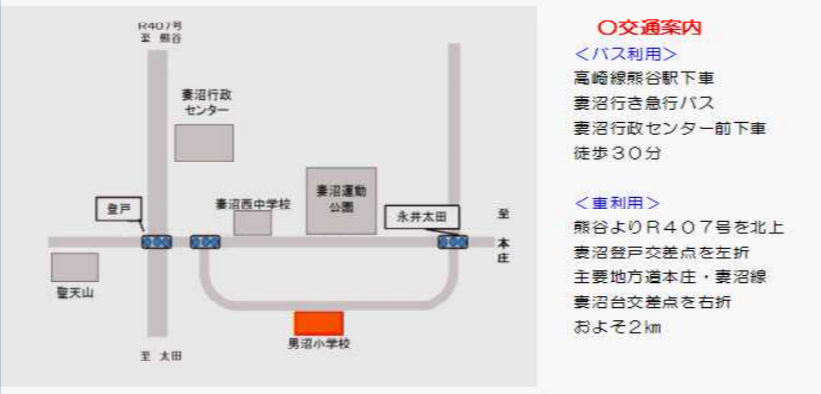 R407号
至 熊谷
妻沼行政
センター
登戸
妻沼西中学校
妻沼運動
公園
永井太田
至
本
庄
聖天山
男沼小学校
至 太田
○交通案内
＜バス利用＞
高崎線熊谷駅下車
妻沼行き急行バス
妻沼行政センター前下車
徒歩３０分
＜車利用＞
熊谷よりＲ４０７号を北上
妻沼登戸交差点を左折
主要地方道本庄・妻沼線
妻沼台交差点を右折
およそ２㎞